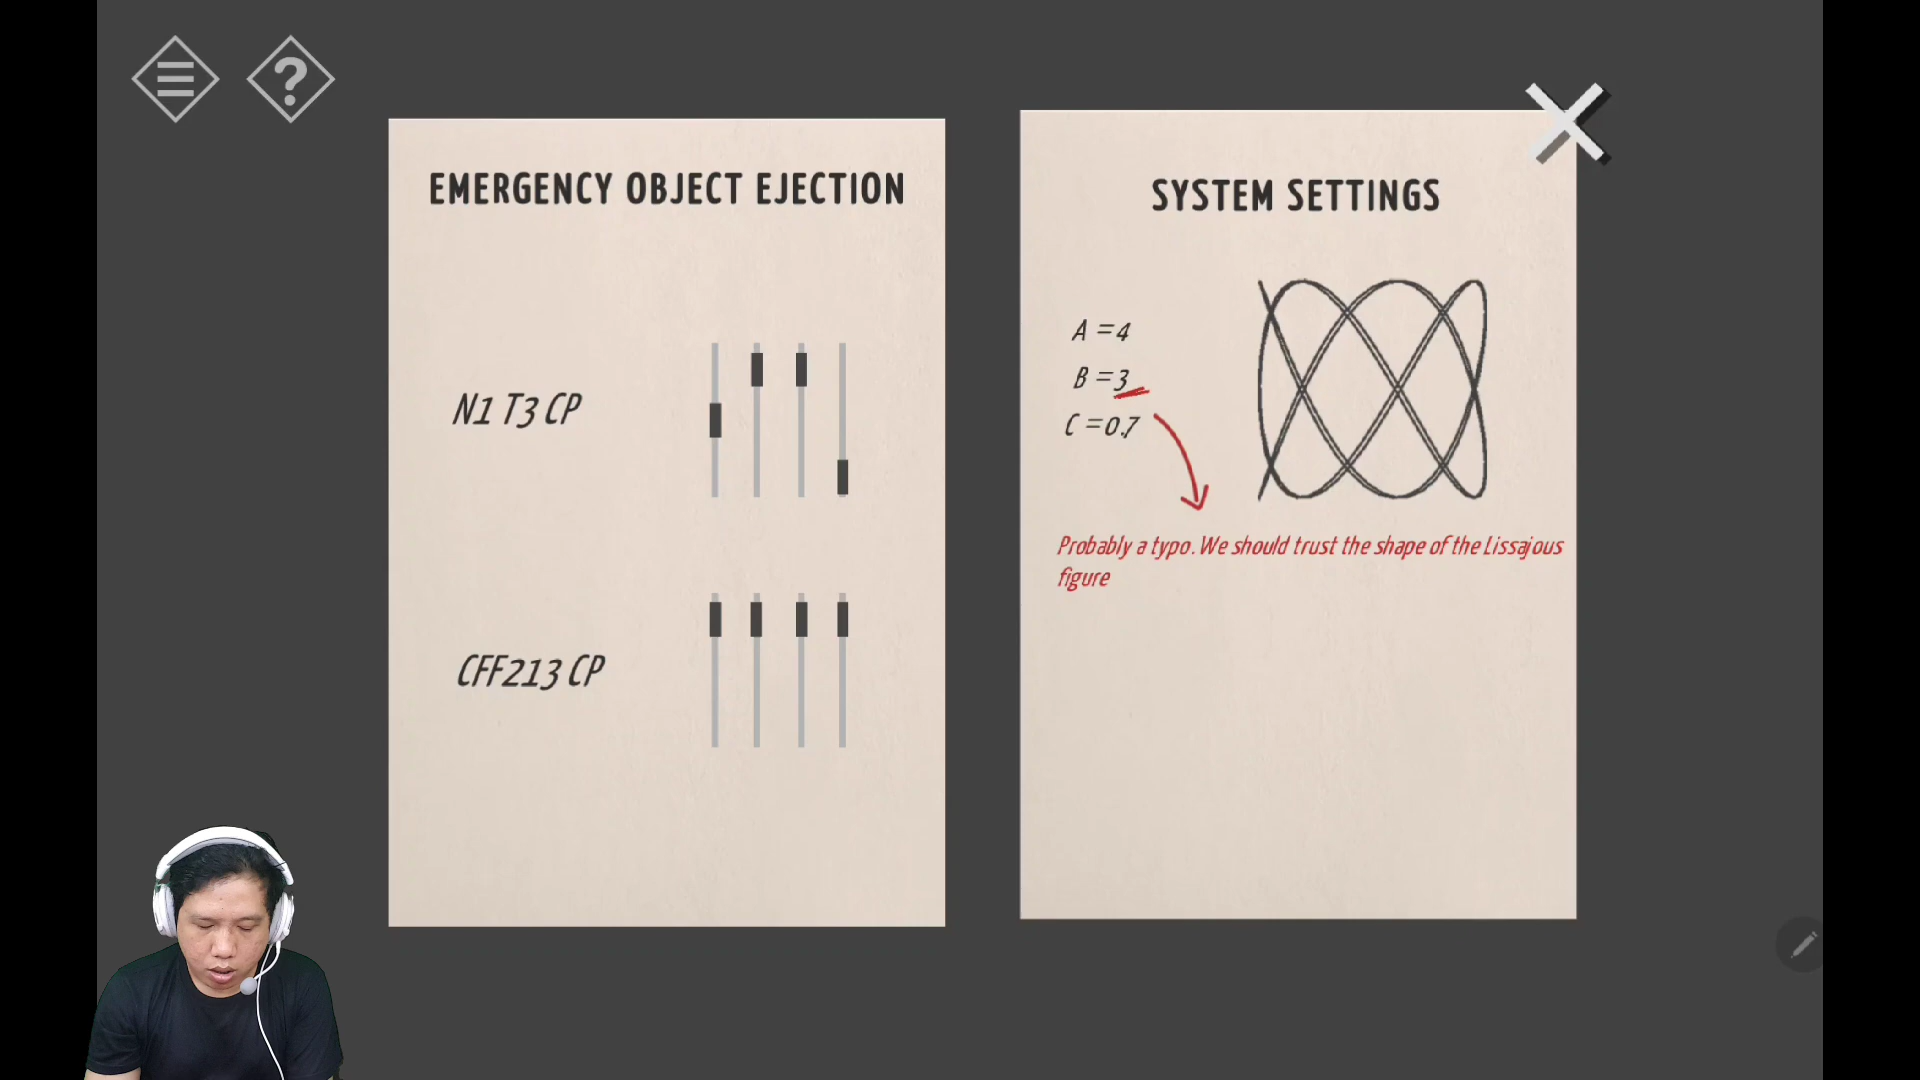 ?
EMERGENCY OBJECT EJECTION
N1 T3 CP
CFF213 CP
SYSTEM SETTINGS
A = 4
B = 3
C = 0.7
Probably a typo. We should trust the shape of the Lissajous
figure